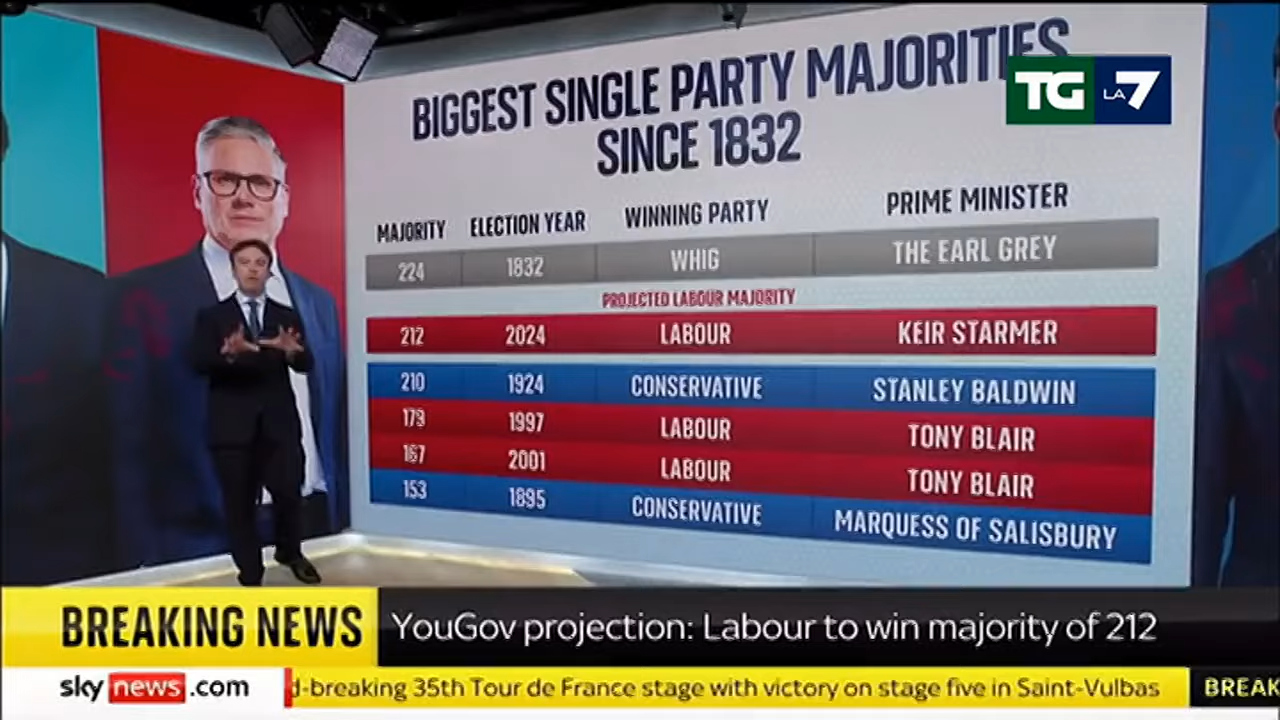 BIGGEST SINGLE PARTY MAJORITIES
SINCE 1832
TG LA7
MAJORITY ELECTION YEAR WINNING PARTY PRIME MINISTER
224 1832 WHIG THE EARL GREY
PROJECTED LABOUR MAJORITY
212 2024 LABOUR KEIR STARMER
210 1924 CONSERVATIVE STANLEY BALDWIN
179 1997 LABOUR TONY BLAIR
167 2001 LABOUR TONY BLAIR
153 1895 CONSERVATIVE MARQUESS OF SALISBURY
BREAKING NEWS YouGov projection: Labour to win majority of 212
sky news.com d-breaking 35th Tour de France stage with victory on stage five in Saint-Vulbas BREAK